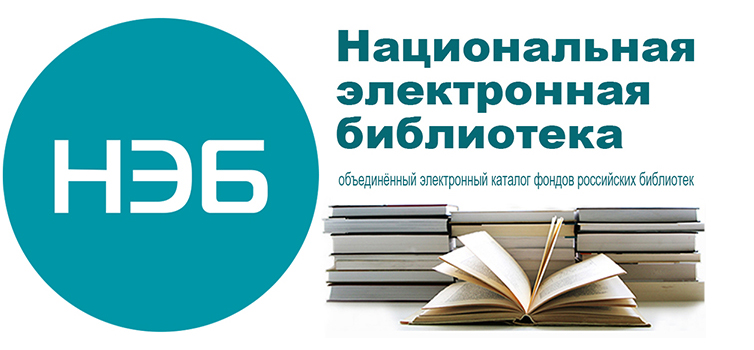 НЭБ
Национальная
электронная
библиотека
объединённый электронный каталог фондов российских библиотек